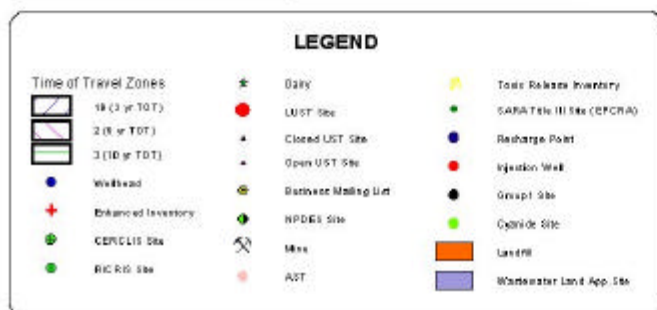 LEGEND
Time of Travel Zones
1B (3 yr TOT)
2 (6 yr TOT)
3 (10 yr TOT)
Wellhead
Enhanced Inventory
CERCLIS Site
RICRIS Site
Dairy
LUST Site
Closed UST Site
Open UST Site
Business Mailing List
NPDES Site
Mine
AST
Toxic Release Inventory
SARA Title III Site (EPCRA)
Recharge Point
Injection Well
Group1 Site
Cyanide Site
Landfill
Wastewater Land App. Site